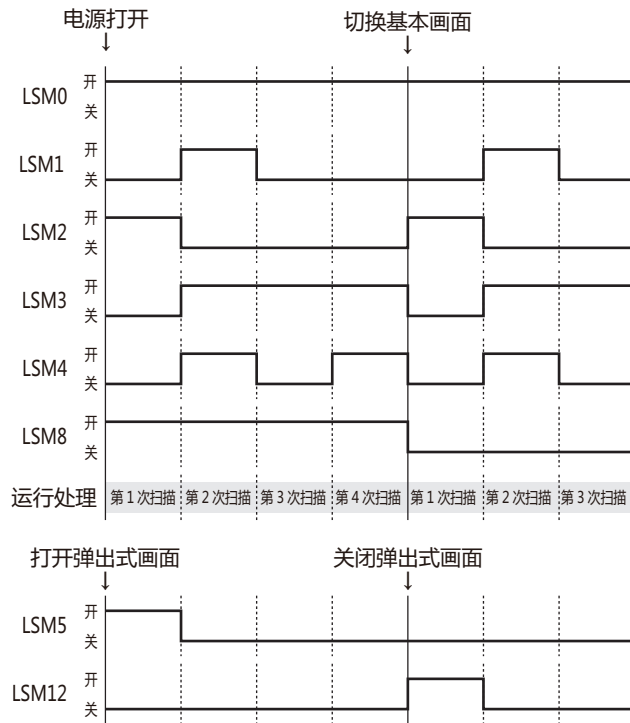 电源打开 切换基本画面
↓ ↓
LSM0 开
关
LSM1 开
关
LSM2 开
关
LSM3 开
关
LSM4 开
关
LSM8 开
关
运行处理 第1次扫描 第2次扫描 第3次扫描 第4次扫描 第1次扫描 第2次扫描 第3次扫描
打开弹出式画面 关闭弹出式画面
↓ ↓
LSM5 开
关
LSM12 开
关